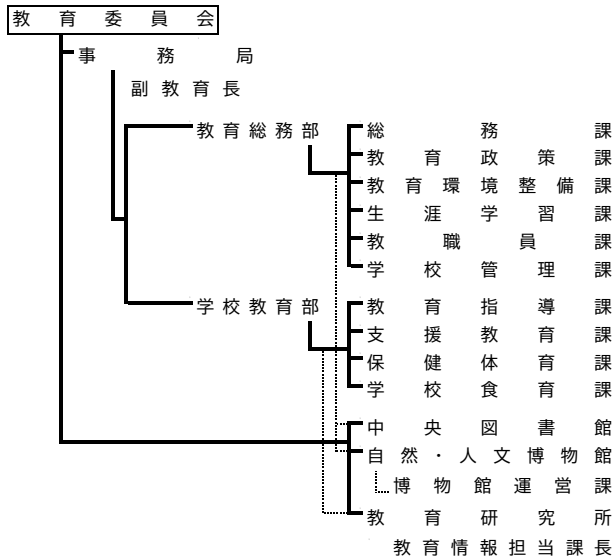 教育委員会
事務局
副教育長
教育総務部
総務課
教育政策課
教育環境整備課
生涯学習課
教職員課
学校管理課
学校教育部
教育指導課
支援教育課
保健体育課
学校食育課
中央図書館
自然・人文博物館
博物館運営課
教育研究所
教育情報担当課長